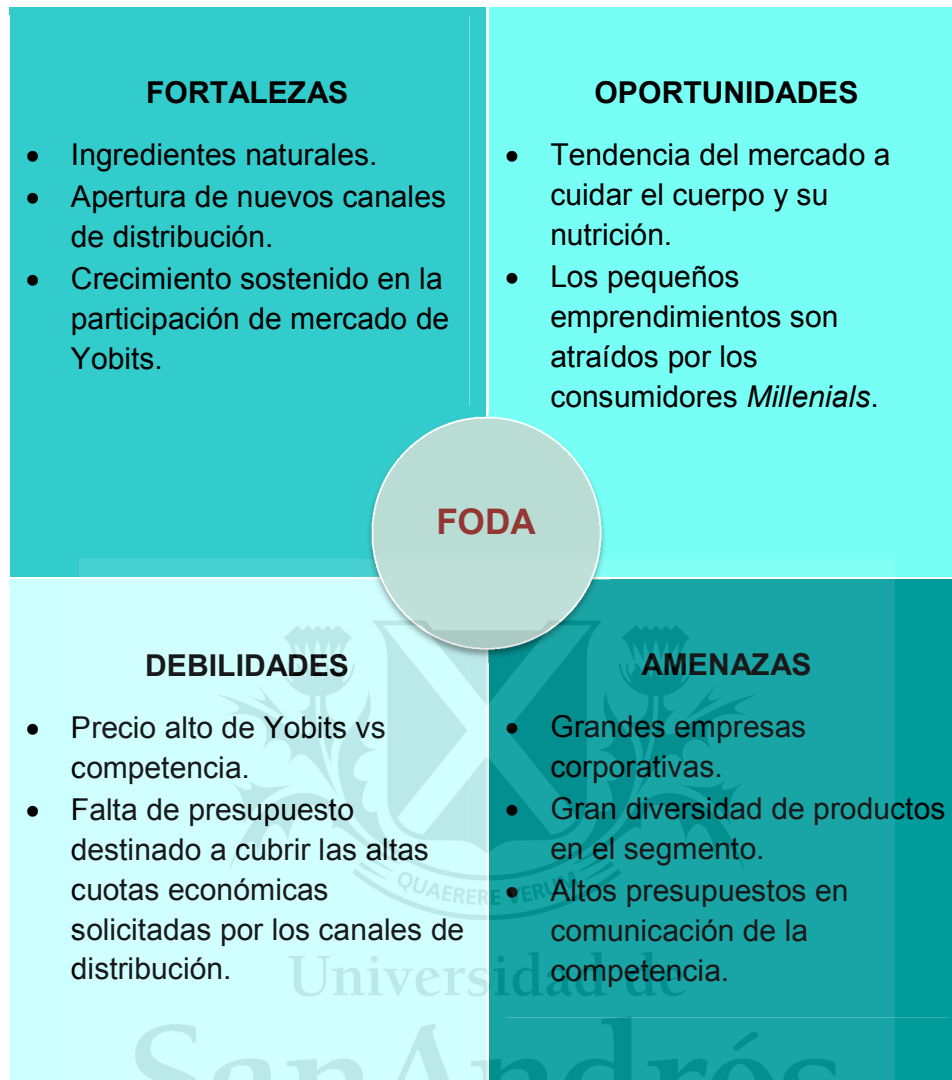 FORTALEZAS
• Ingredientes naturales.
• Apertura de nuevos canales
de distribución.
• Crecimiento sostenido en la
participación de mercado de
Yobits.
OPORTUNIDADES
• Tendencia del mercado a
cuidar el cuerpo y su
nutrición.
• Los pequeños
emprendimientos son
atraídos por los
consumidores Millenials.
FODA
DEBILIDADES
• Precio alto de Yobits vs
competencia.
• Falta de presupuesto
destinado a cubrir las altas
cuotas económicas
solicitadas por los canales de
distribución.
AMENAZAS
• Grandes empresas
corporativas.
• Gran diversidad de productos
en el segmento.
• Altos presupuestos en
comunicación de la
competencia.
QUAERERE VERUM
Universidad de
SanAndrés